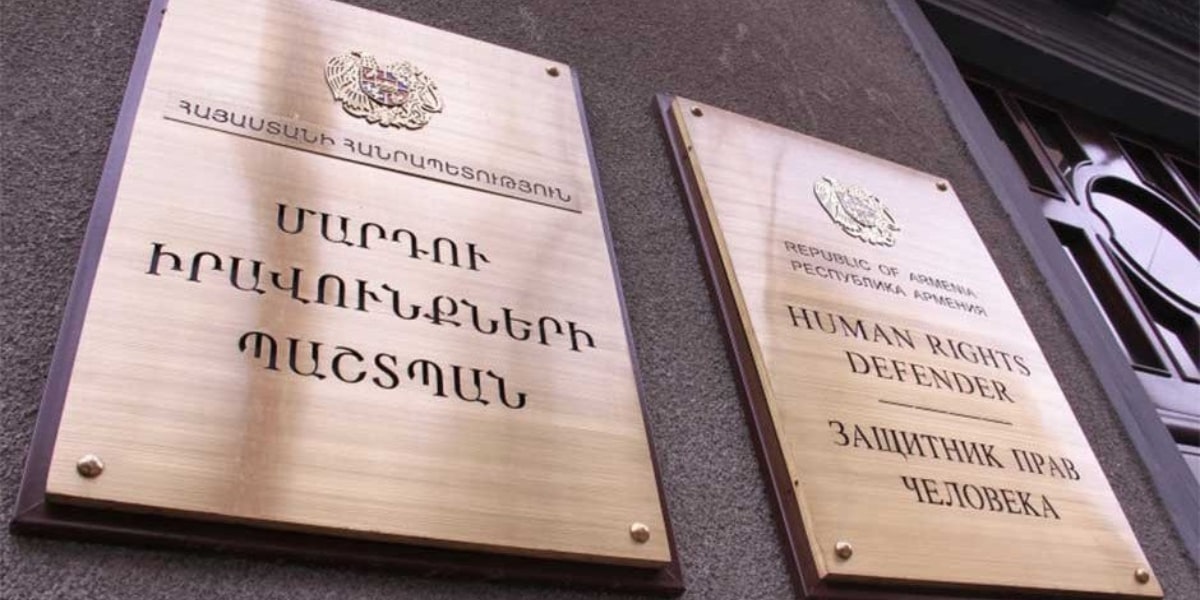 ՀԱՅԱՍՏԱՆԻ ՀԱՆՐԱՊԵՏՈՒԹՅՈՒՆ
ՄԱՐԴՈՒ
ԻՐԱՎՈՒՆՔՆԵՐԻ
ՊԱՇՏՊԱՆ
REPUBLIC OF ARMENIA
РЕСПУБЛИКА АРМЕНИЯ
HUMAN RIGHTS
DEFENDER
ЗАЩИТНИК ПРАВ
ЧЕЛОВЕКА